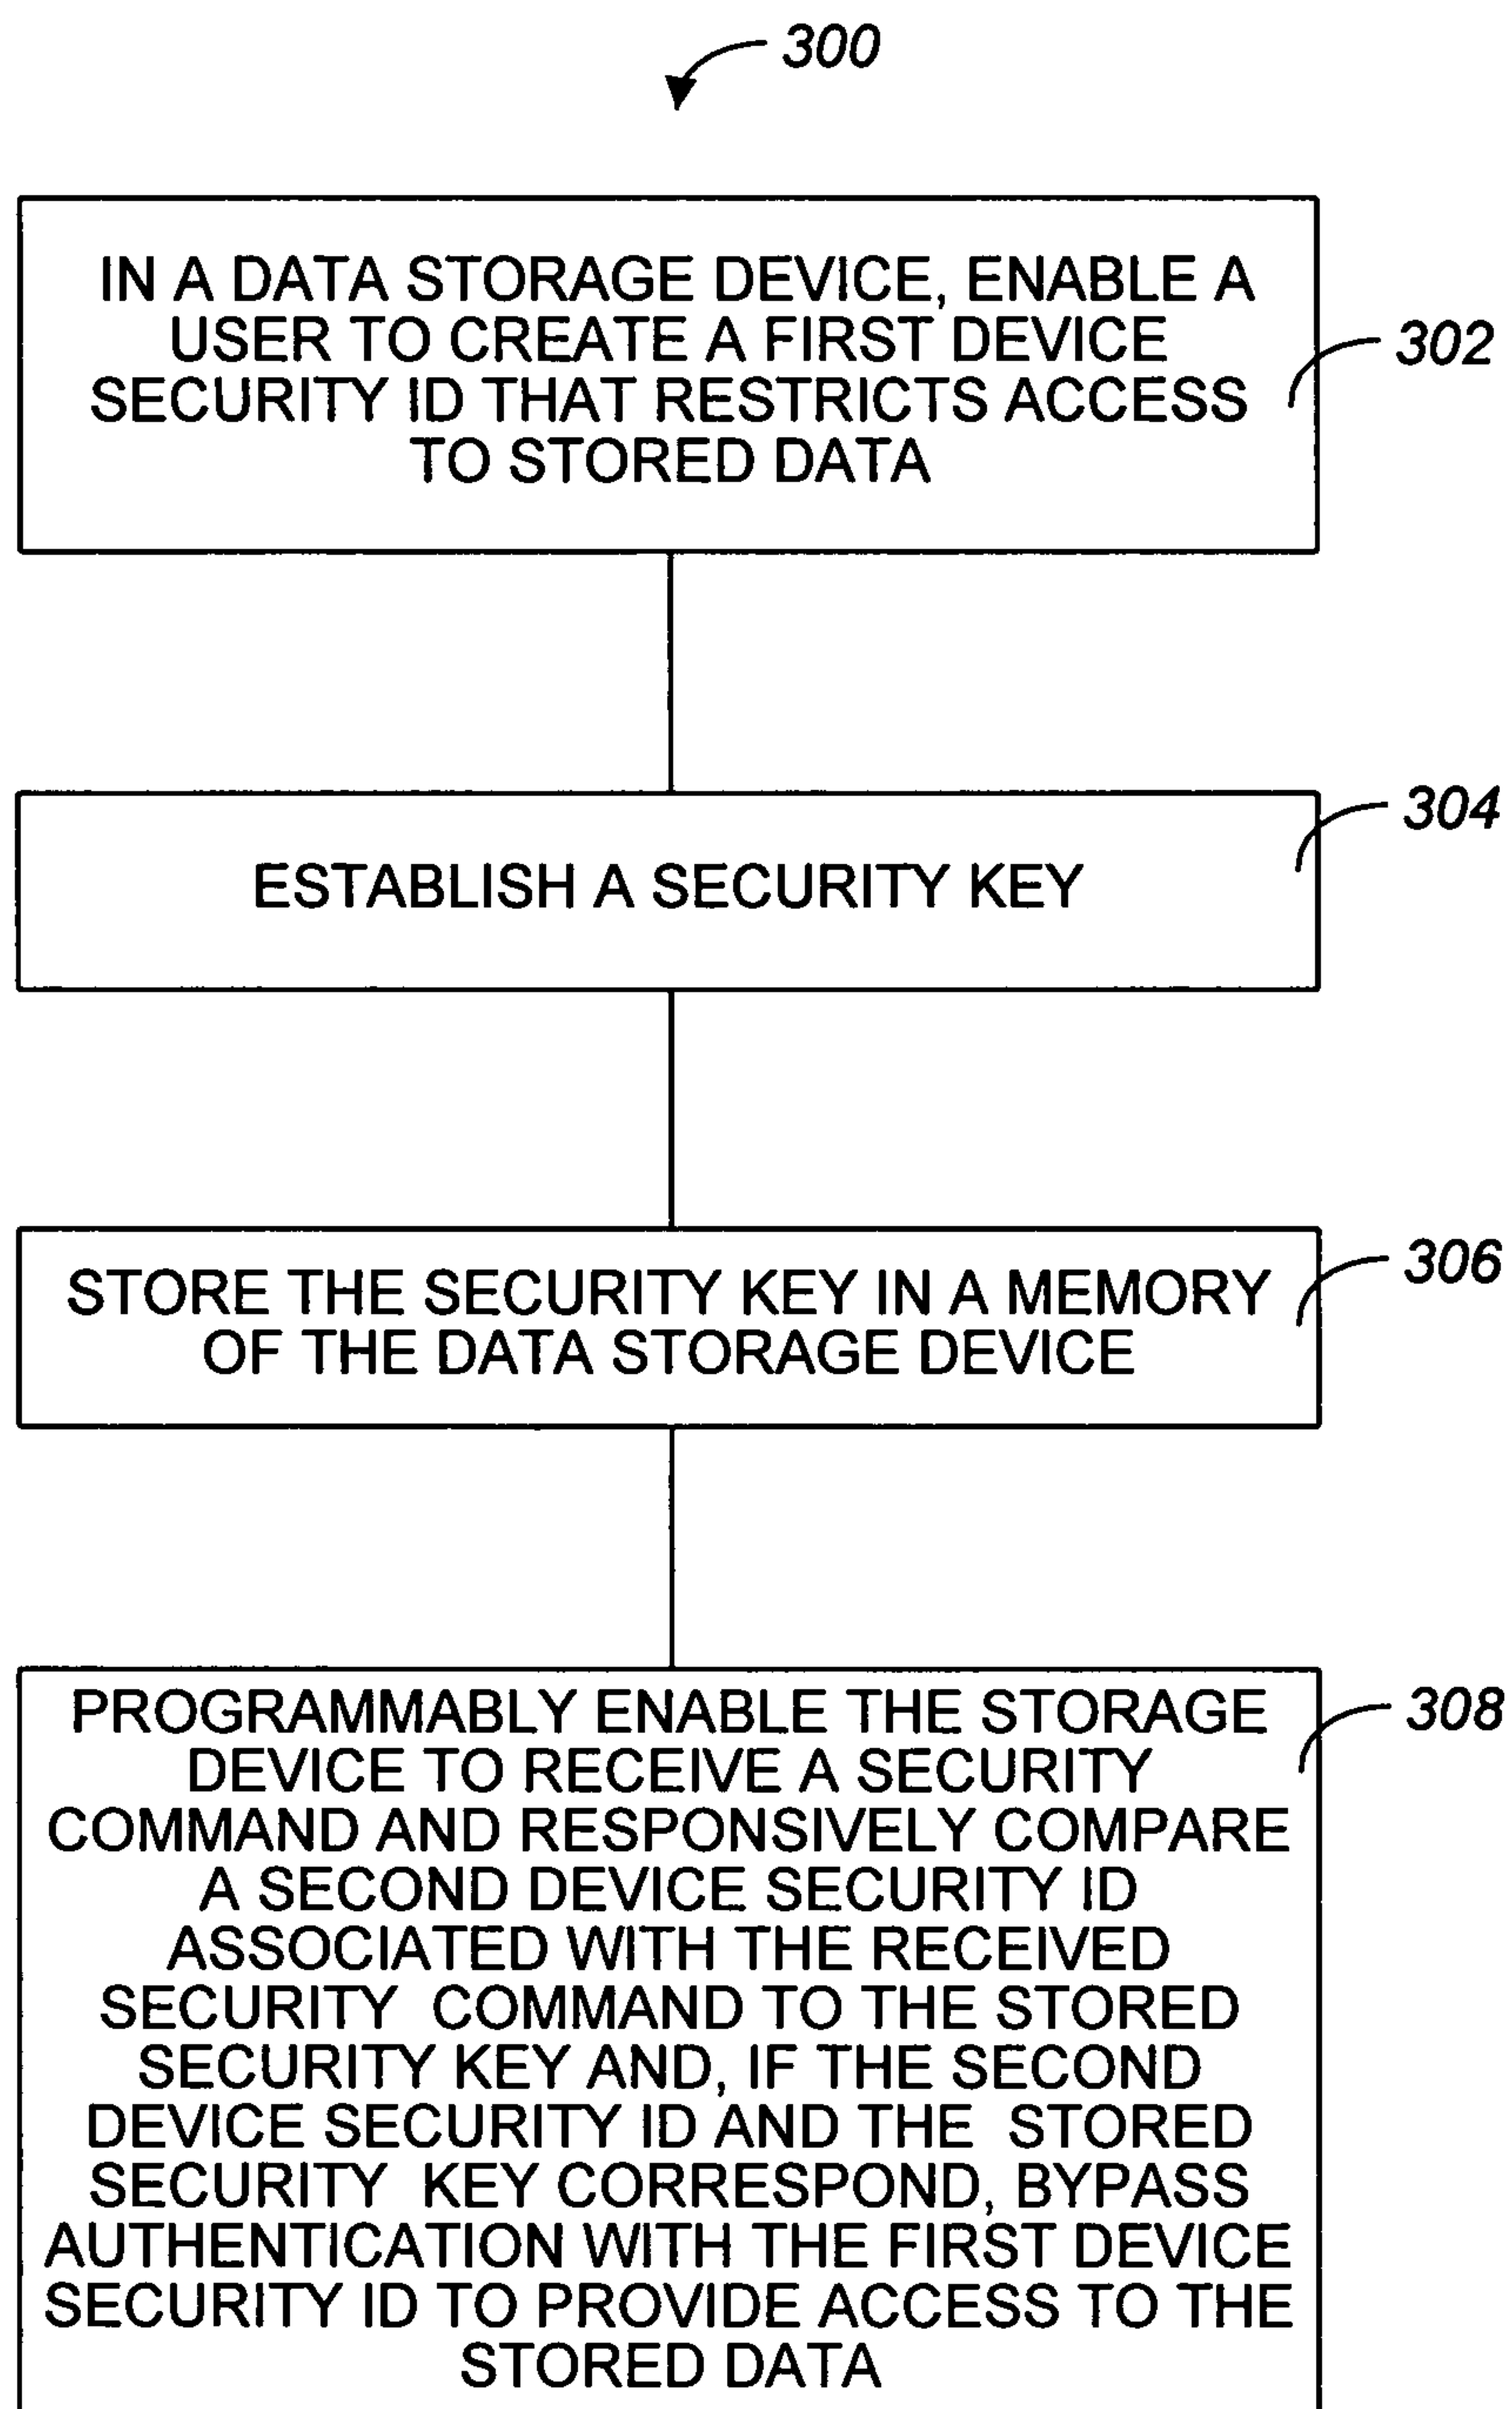 300
IN A DATA STORAGE DEVICE, ENABLE A
USER TO CREATE A FIRST DEVICE
SECURITY ID THAT RESTRICTS ACCESS
TO STORED DATA
302
ESTABLISH A SECURITY KEY
304
STORE THE SECURITY KEY IN A MEMORY
OF THE DATA STORAGE DEVICE
306
PROGRAMMABLY ENABLE THE STORAGE
DEVICE TO RECEIVE A SECURITY
COMMAND AND RESPONSIVELY COMPARE
A SECOND DEVICE SECURITY ID
ASSOCIATED WITH THE RECEIVED
SECURITY COMMAND TO THE STORED
SECURITY KEY AND, IF THE SECOND
DEVICE SECURITY ID AND THE STORED
SECURITY KEY CORRESPOND, BYPASS
AUTHENTICATION WITH THE FIRST DEVICE
SECURITY ID TO PROVIDE ACCESS TO THE
STORED DATA
308